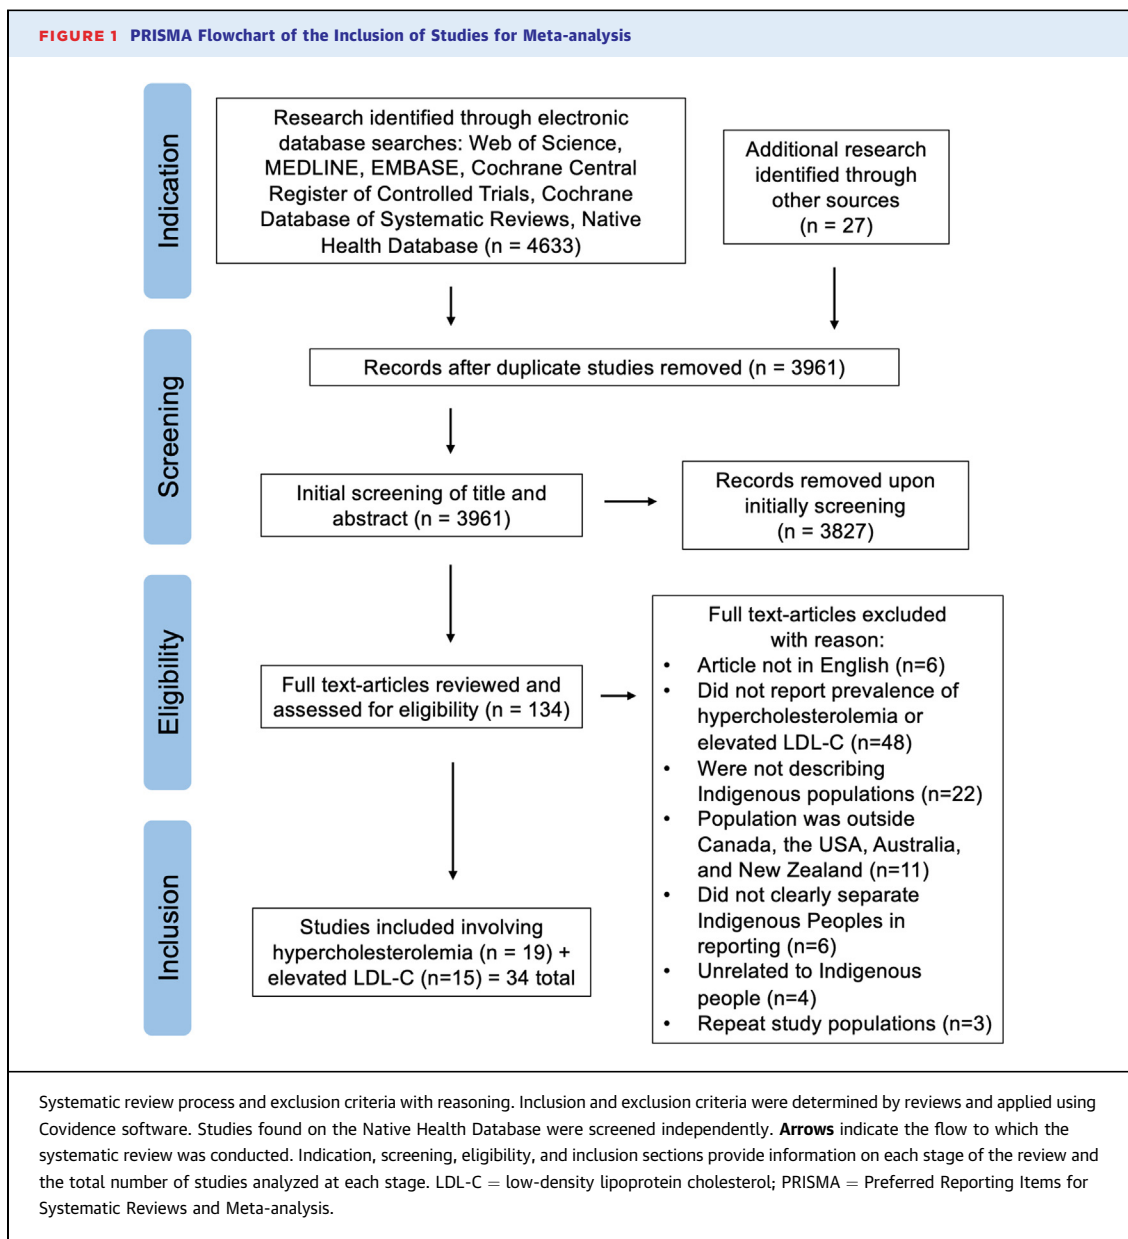 FIGURE 1 PRISMA Flowchart of the Inclusion of Studies for Meta-analysis
Indication
Research identified through electronic
database searches: Web of Science,
MEDLINE, EMBASE, Cochrane Central
Register of Controlled Trials, Cochrane
Database of Systematic Reviews, Native
Health Database (n = 4633)
Additional research
identified through
other sources
(n = 27)
Screening
Records after duplicate studies removed (n = 3961)
Initial screening of title and
abstract (n = 3961)
Records removed upon
initially screening
(n = 3827)
Eligibility
Full text-articles reviewed and
assessed for eligibility (n = 134)
Full text-articles excluded
with reason:
• Article not in English (n=6)
• Did not report prevalence of
hypercholesterolemia or
elevated LDL-C (n=48)
• Were not describing
Indigenous populations (n=22)
• Population was outside
Canada, the USA, Australia,
and New Zealand (n=11)
• Did not clearly separate
Indigenous Peoples in
reporting (n=6)
• Unrelated to Indigenous
people (n=4)
• Repeat study populations (n=3)
Inclusion
Studies included involving
hypercholesterolemia (n = 19) +
elevated LDL-C (n=15) = 34 total
Systematic review process and exclusion criteria with reasoning. Inclusion and exclusion criteria were determined by reviews and applied using
Covidence software. Studies found on the Native Health Database were screened independently. Arrows indicate the flow to which the
systematic review was conducted. Indication, screening, eligibility, and inclusion sections provide information on each stage of the review and
the total number of studies analyzed at each stage. LDL-C = low-density lipoprotein cholesterol; PRISMA = Preferred Reporting Items for
Systematic Reviews and Meta-analysis.